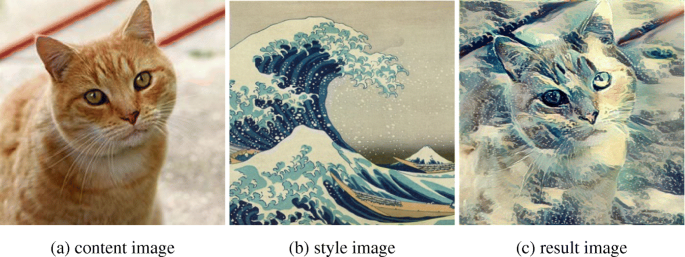 (a) content image
(b) style image
(c) result image